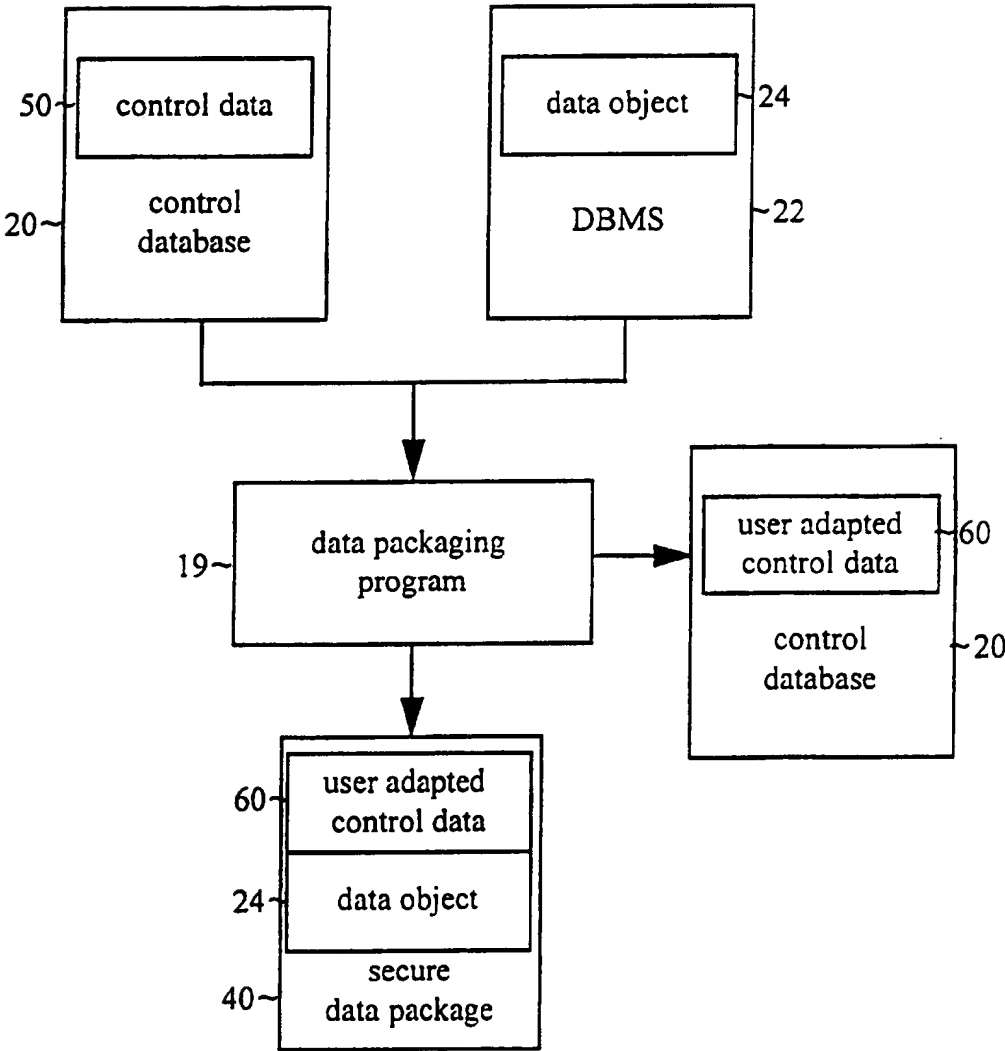 50 control data
data object 24
20 control
database
DBMS 22
19 data packaging
program
user adapted 60
control data
control 20
database
60 user adapted
control data
24 data object
secure
40 data package